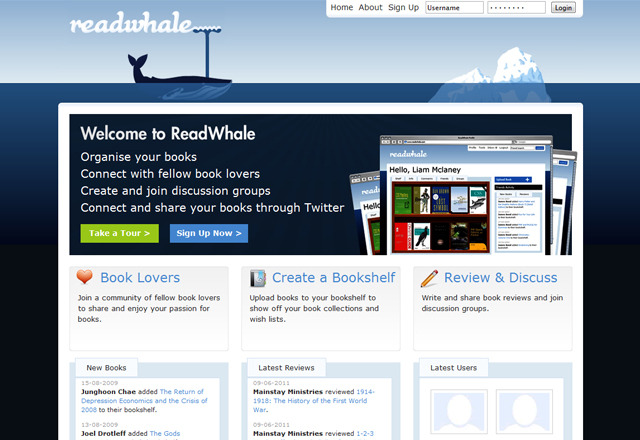 Home About Sign Up Username Login
readwhale
Welcome to ReadWhale
Organise your books
Connect with fellow book lovers
Create and join discussion groups
Connect and share your books through Twitter
Take a Tour >
Sign Up Now >
readwhale
Hello, Liam Mclaney
Book Lovers
Join a community of fellow book lovers
to share and enjoy your passion for
books.
Create a Bookshelf
Upload books to your bookshelf to
show off your book collections and
wish lists.
Review & Discuss
Write and share book reviews and join
discussion groups.
New Books
15-08-2009
Junghoon Chae added The Return of
Depression Economics and the Crisis of
2008 to their bookshelf.
13-08-2009
Joel Drotleff added The Gods
Latest Reviews
09-06-2011
Mainstay Ministries reviewed 1914-
1918: The History of the First World
War.
09-06-2011
Mainstay Ministries reviewed 1-2-3
Latest Users